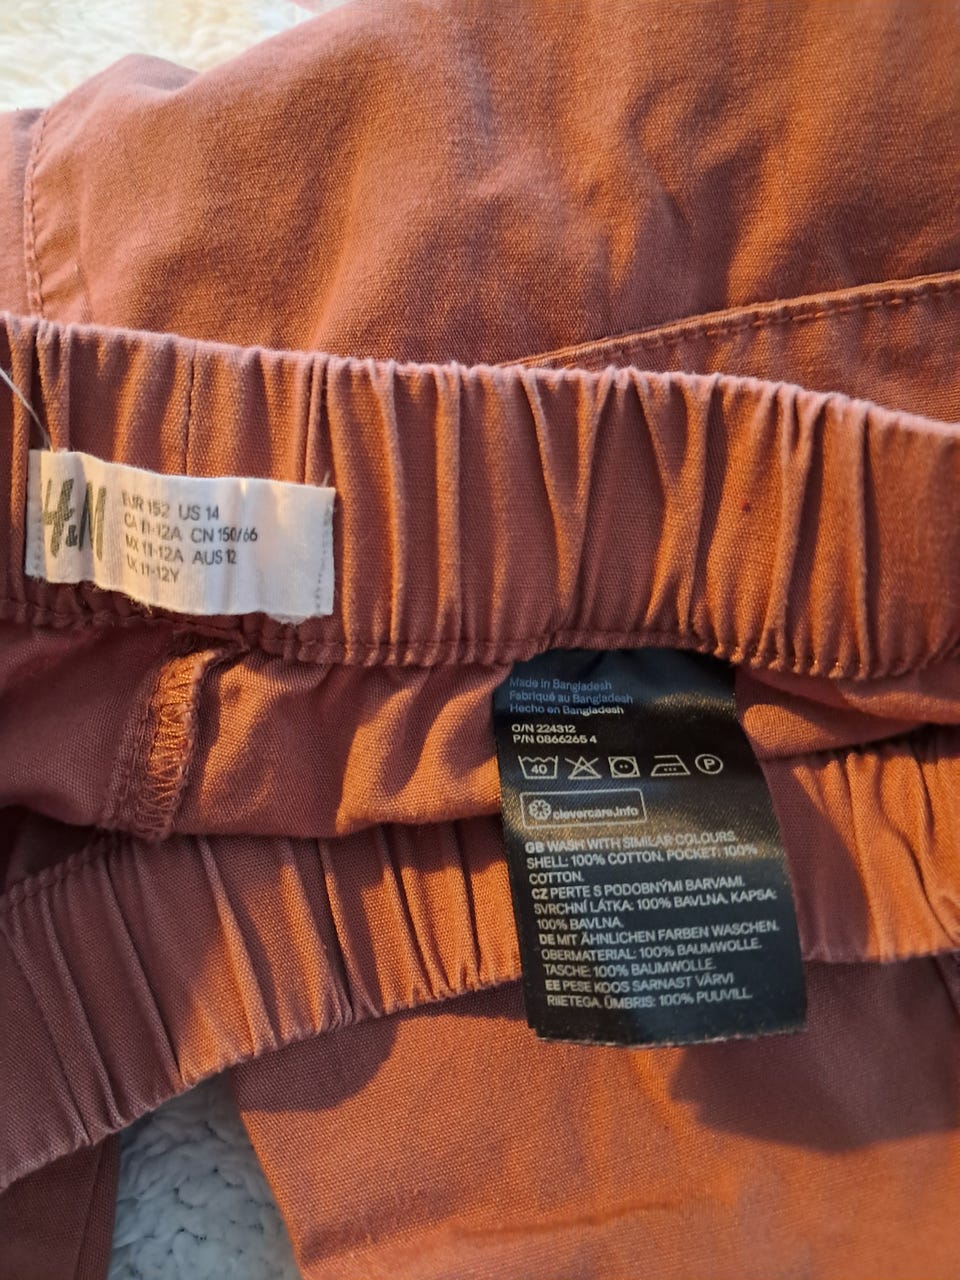 H&M
EUR 152 US 14
CA 11-12A CN 150/66
MX 11-12A AUS 12
UK 11-12Y
Made in Bangladesh
Fabriqué au Bangladesh
Hecho en Bangladesh
O/N 224312
P/N 0866265 4
40
P
clevercare.info
GB WASH WITH SIMILAR COLOURS.
SHELL: 100% COTTON. POCKET: 100%
COTTON.
CZ PERTE S PODOBNÝMI BARVAMI.
SVRCHNÍ LÁTKA: 100% BAVLNA. KAPSA:
100% BAVLNA.
DE MIT ÄHNLICHEN FARBEN WASCHEN.
OBERMATERIAL: 100% BAUMWOLLE.
TASCHE: 100% BAUMWOLLE.
EE PESE KOOS SARNAST VÄRVI
RIIETEGA. ÜMBRIS: 100% PUUVILL.